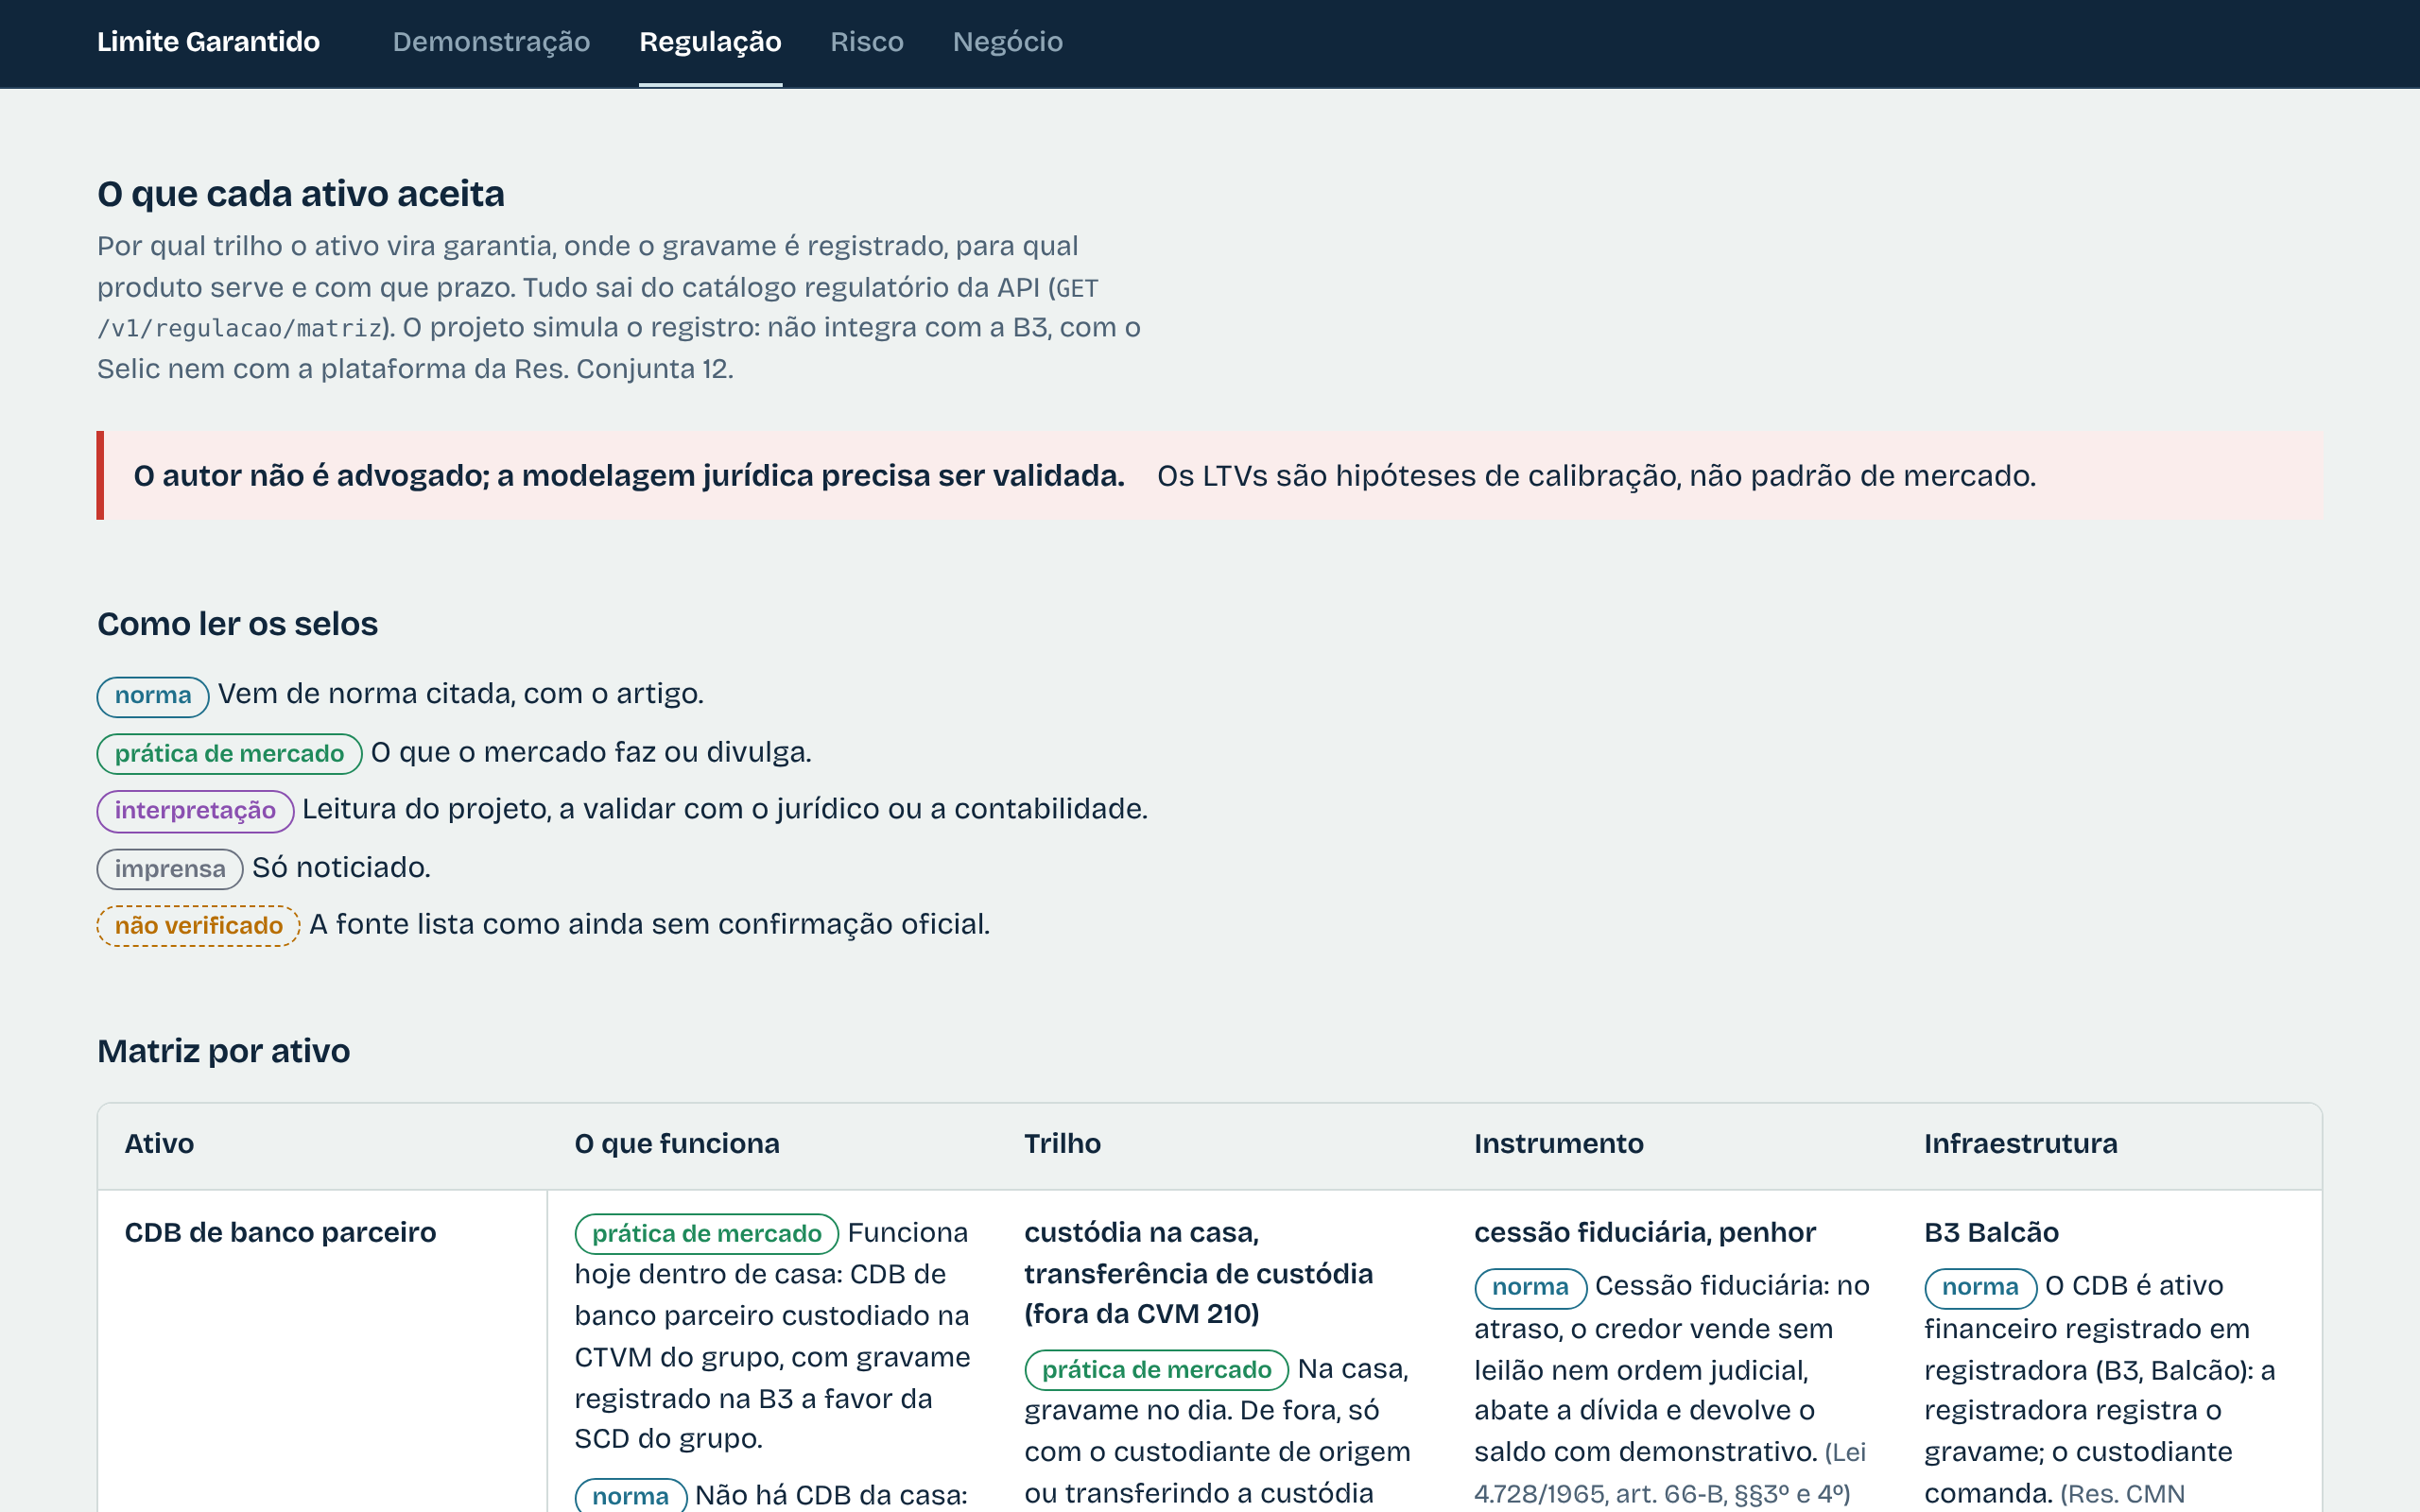 Limite Garantido Demonstração Regulação Risco Negócio
O que cada ativo aceita
Por qual trilho o ativo vira garantia, onde o gravame é registrado, para qual
produto serve e com que prazo. Tudo sai do catálogo regulatório da API (GET
/v1/regulacao/matriz). O projeto simula o registro: não integra com a B3, com o
Selic nem com a plataforma da Res. Conjunta 12.
O autor não é advogado; a modelagem jurídica precisa ser validada. Os LTVs são hipóteses de calibração, não padrão de mercado.
Como ler os selos
norma Vem de norma citada, com o artigo.
prática de mercado O que o mercado faz ou divulga.
interpretação Leitura do projeto, a validar com o jurídico ou a contabilidade.
imprensa Só noticiado.
não verificado A fonte lista como ainda sem confirmação oficial.
Matriz por ativo
Ativo O que funciona Trilho Instrumento Infraestrutura
CDB de banco parceiro
prática de mercado Funciona
hoje dentro de casa: CDB de
banco parceiro custodiado na
CTVM do grupo, com gravame
registrado na B3 a favor da
SCD do grupo.
norma Não há CDB da casa:
custódia na casa,
transferência de custódia
(fora da CVM 210)
prática de mercado Na casa,
gravame no dia. De fora, só
com o custodiante de origem
ou transferindo a custódia
cessão fiduciária, penhor
norma Cessão fiduciária: no
atraso, o credor vende sem
leilão nem ordem judicial,
abate a dívida e devolve o
saldo com demonstrativo. (Lei
4.728/1965, art. 66-B, §§3º e 4º)
B3 Balcão
norma O CDB é ativo
financeiro registrado em
registradora (B3, Balcão): a
registradora registra o
gravame; o custodiante
comanda. (Res. CMN